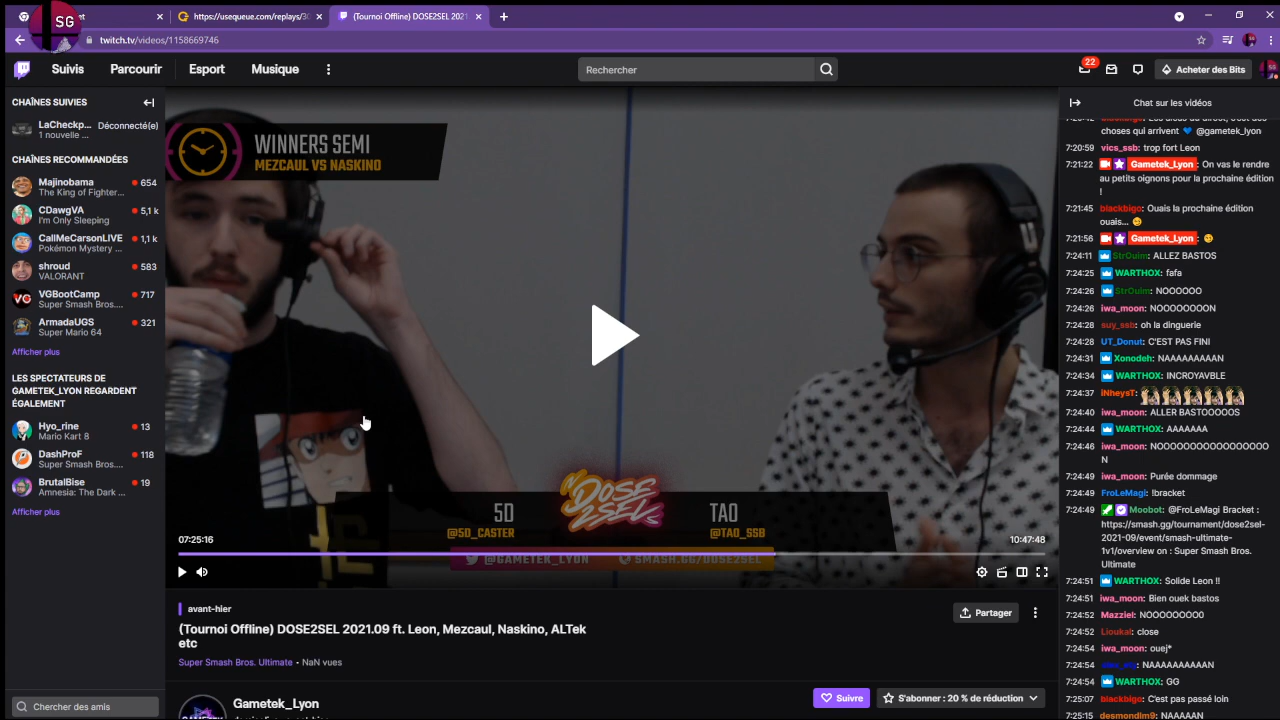 SG
https://usequeue.com/replays/30
(Tournoi Offline) DOSE2SEL 2021
twitch.tv/videos/1158669746
Suivis
Parcourir
Esport
Musique
Rechercher
22
Acheter des Bits
CHAÎNES SUIVIES
LaCheckp... Déconnecté(e)
1 nouvelle ...
CHAÎNES RECOMMANDÉES
Majinobama 654
The King of Fighter...
CDawgVA 5,1 k
I'm Only Sleeping
CallMeCarsonLIVE 1,1 k
Pokémon Mystery ...
shroud 583
VALORANT
VGBootCamp 717
Super Smash Bros....
ArmadaUGS 321
Super Mario 64
Afficher plus
LES SPECTATEURS DE
GAMETEK_LYON REGARDENT
ÉGALEMENT
Hyo_rine 13
Mario Kart 8
DashProF 118
Super Smash Bros....
BrutalBise 19
Amnesia: The Dark ...
Afficher plus
Chercher des amis
WINNERS SEMI
MEZCAUL VS NASKINO
5D
@5D_CASTER
DOSE
2SEL
TAO
@TAO_SSB
@GAMETEK_LYON
SMASH.GG/DOSE2SEL
07:25:16
10:47:48
avant-hier
Partager
(Tournoi Offline) DOSE2SEL 2021.09 ft. Leon, Mezcaul, Naskino, ALTek
etc
Super Smash Bros. Ultimate • NaN vues
Gametek_Lyon
Suivre
S'abonner : 20 % de réduction
Chat sur les vidéos
choses qui arrivent @gametek_lyon
7:20:59 vics_ssb: trop fort Leon
7:21:22 Gametek_Lyon : On vas le rendre
au petits oignons pour la prochaine édition
!
7:21:45 blackbigo: Ouais la prochaine édition
ouais...
7:21:56 Gametek_Lyon :
7:24:11 StrOuim: ALLEZ BASTOS
7:24:25 WARTHOX: fafa
7:24:26 StrOuim: NOOOOOO
7:24:28 iwa_moon: NOOOOOOOON
7:24:28 suy_ssb: oh la dinguerie
7:24:28 UT_Donut: C'EST PAS FINI
7:24:31 Xonodeh: NAAAAAAAAN
7:24:34 WARTHOX: INCROYAVBLE
7:24:37 iNheysT:
7:24:40 iwa_moon: ALLER BASTOOOOOS
7:24:44 WARTHOX: AAAAAAA
7:24:46 iwa_moon: NOOOOOOOOOOOOOOOOO
N
7:24:49 iwa_moon: Purée dommage
7:24:49 FroLeMagi: !bracket
7:24:49 Moobot: @FroLeMagi Bracket :
https://smash.gg/tournament/dose2sel-
2021-09/event/smash-ultimate-
1v1/overview on : Super Smash Bros.
Ultimate
7:24:51 WARTHOX: Solide Leon !!
7:24:51 iwa_moon: Bien ouek bastos
7:24:52 Mazziel: NOOOOOOOO0
7:24:52 Lioukal: close
7:24:54 iwa_moon: ouej*
7:24:54 NAAAAAAAAAAN
7:24:54 WARTHOX: GG
7:25:07 blackbigo: C'est pas passé loin
7:25:15 desmondlm9: NAAAAAN